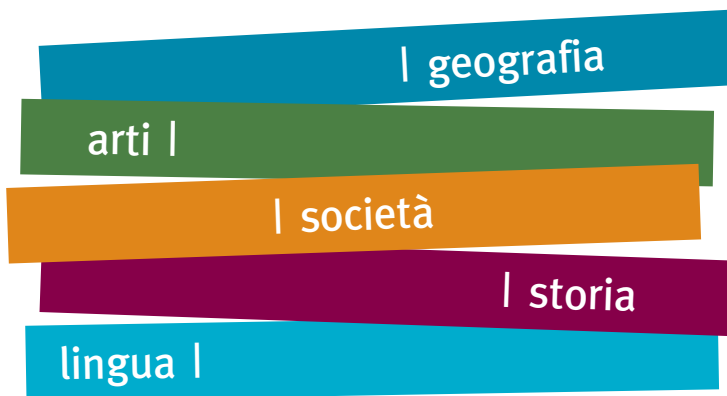 | geografia
arti |
| società
| storia
lingua |